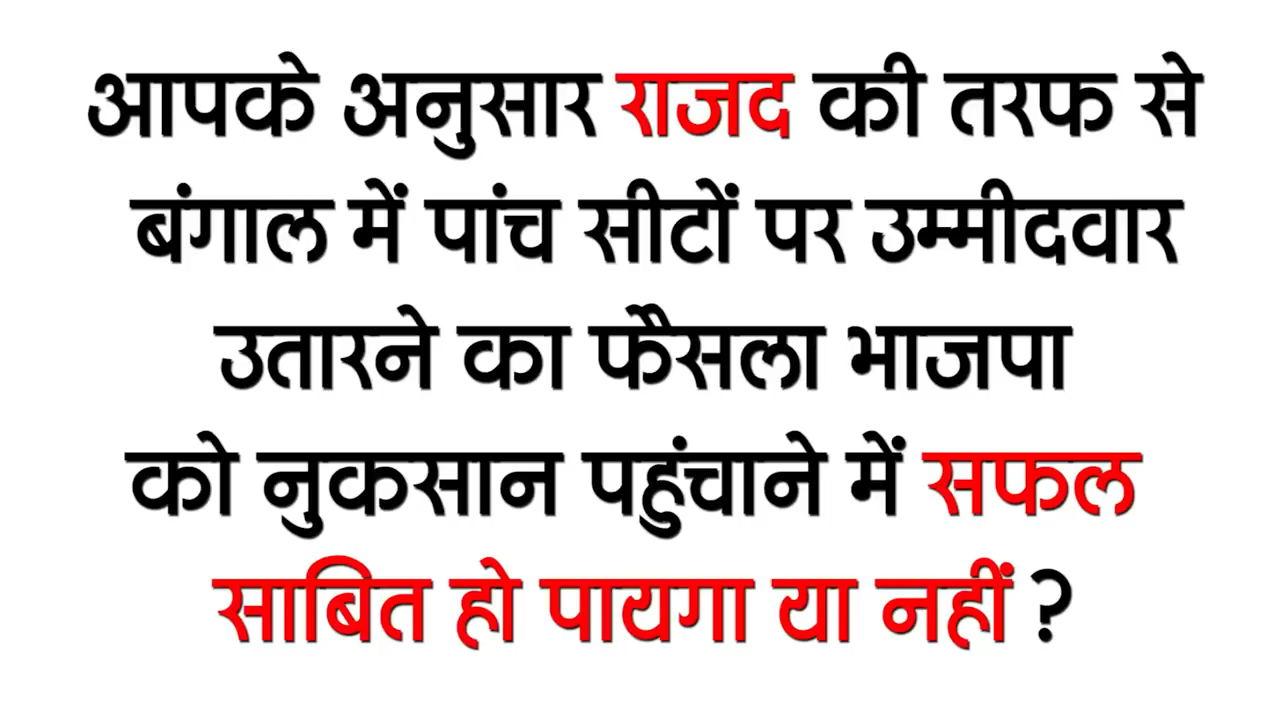 आपके अनुसार राजद की तरफ से
बंगाल में पांच सीटों पर उम्मीदवार
उतारने का फैसला भाजपा
को नुकसान पहुंचाने में सफल
साबित हो पायगा या नहीं ?